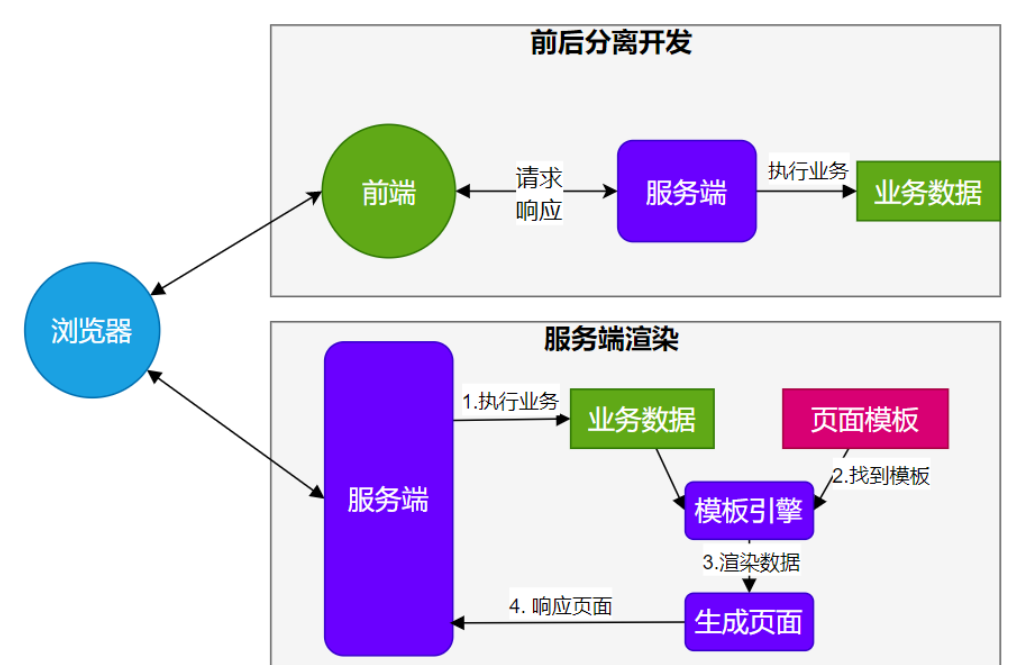 前后分离开发
前端
请求
响应
服务端
执行业务
业务数据
浏览器
服务端渲染
服务端
1.执行业务
业务数据
页面模板
2.找到模板
模板引擎
3.渲染数据
4. 响应页面
生成页面